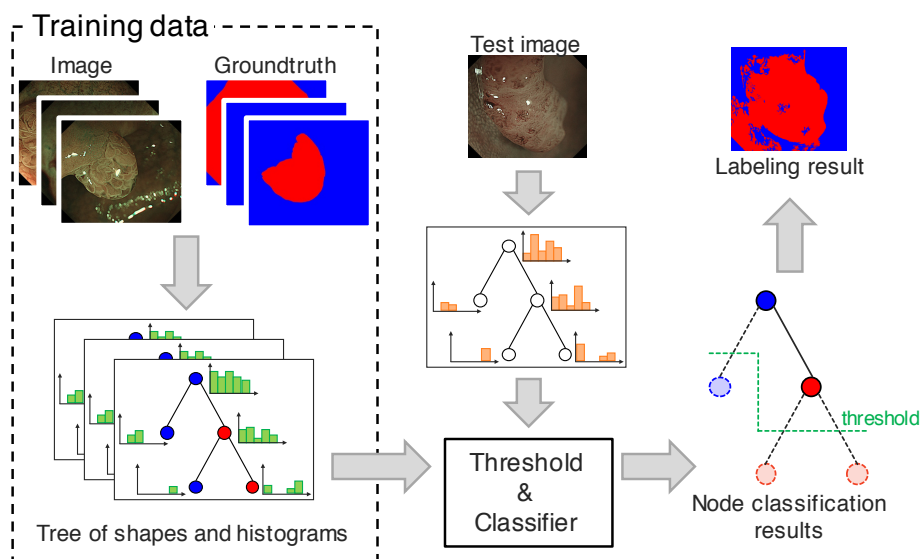 Training data
Image
Groundtruth
Test image
Labeling result
threshold
Threshold
&
Classifier
Node classification
results
Tree of shapes and histograms